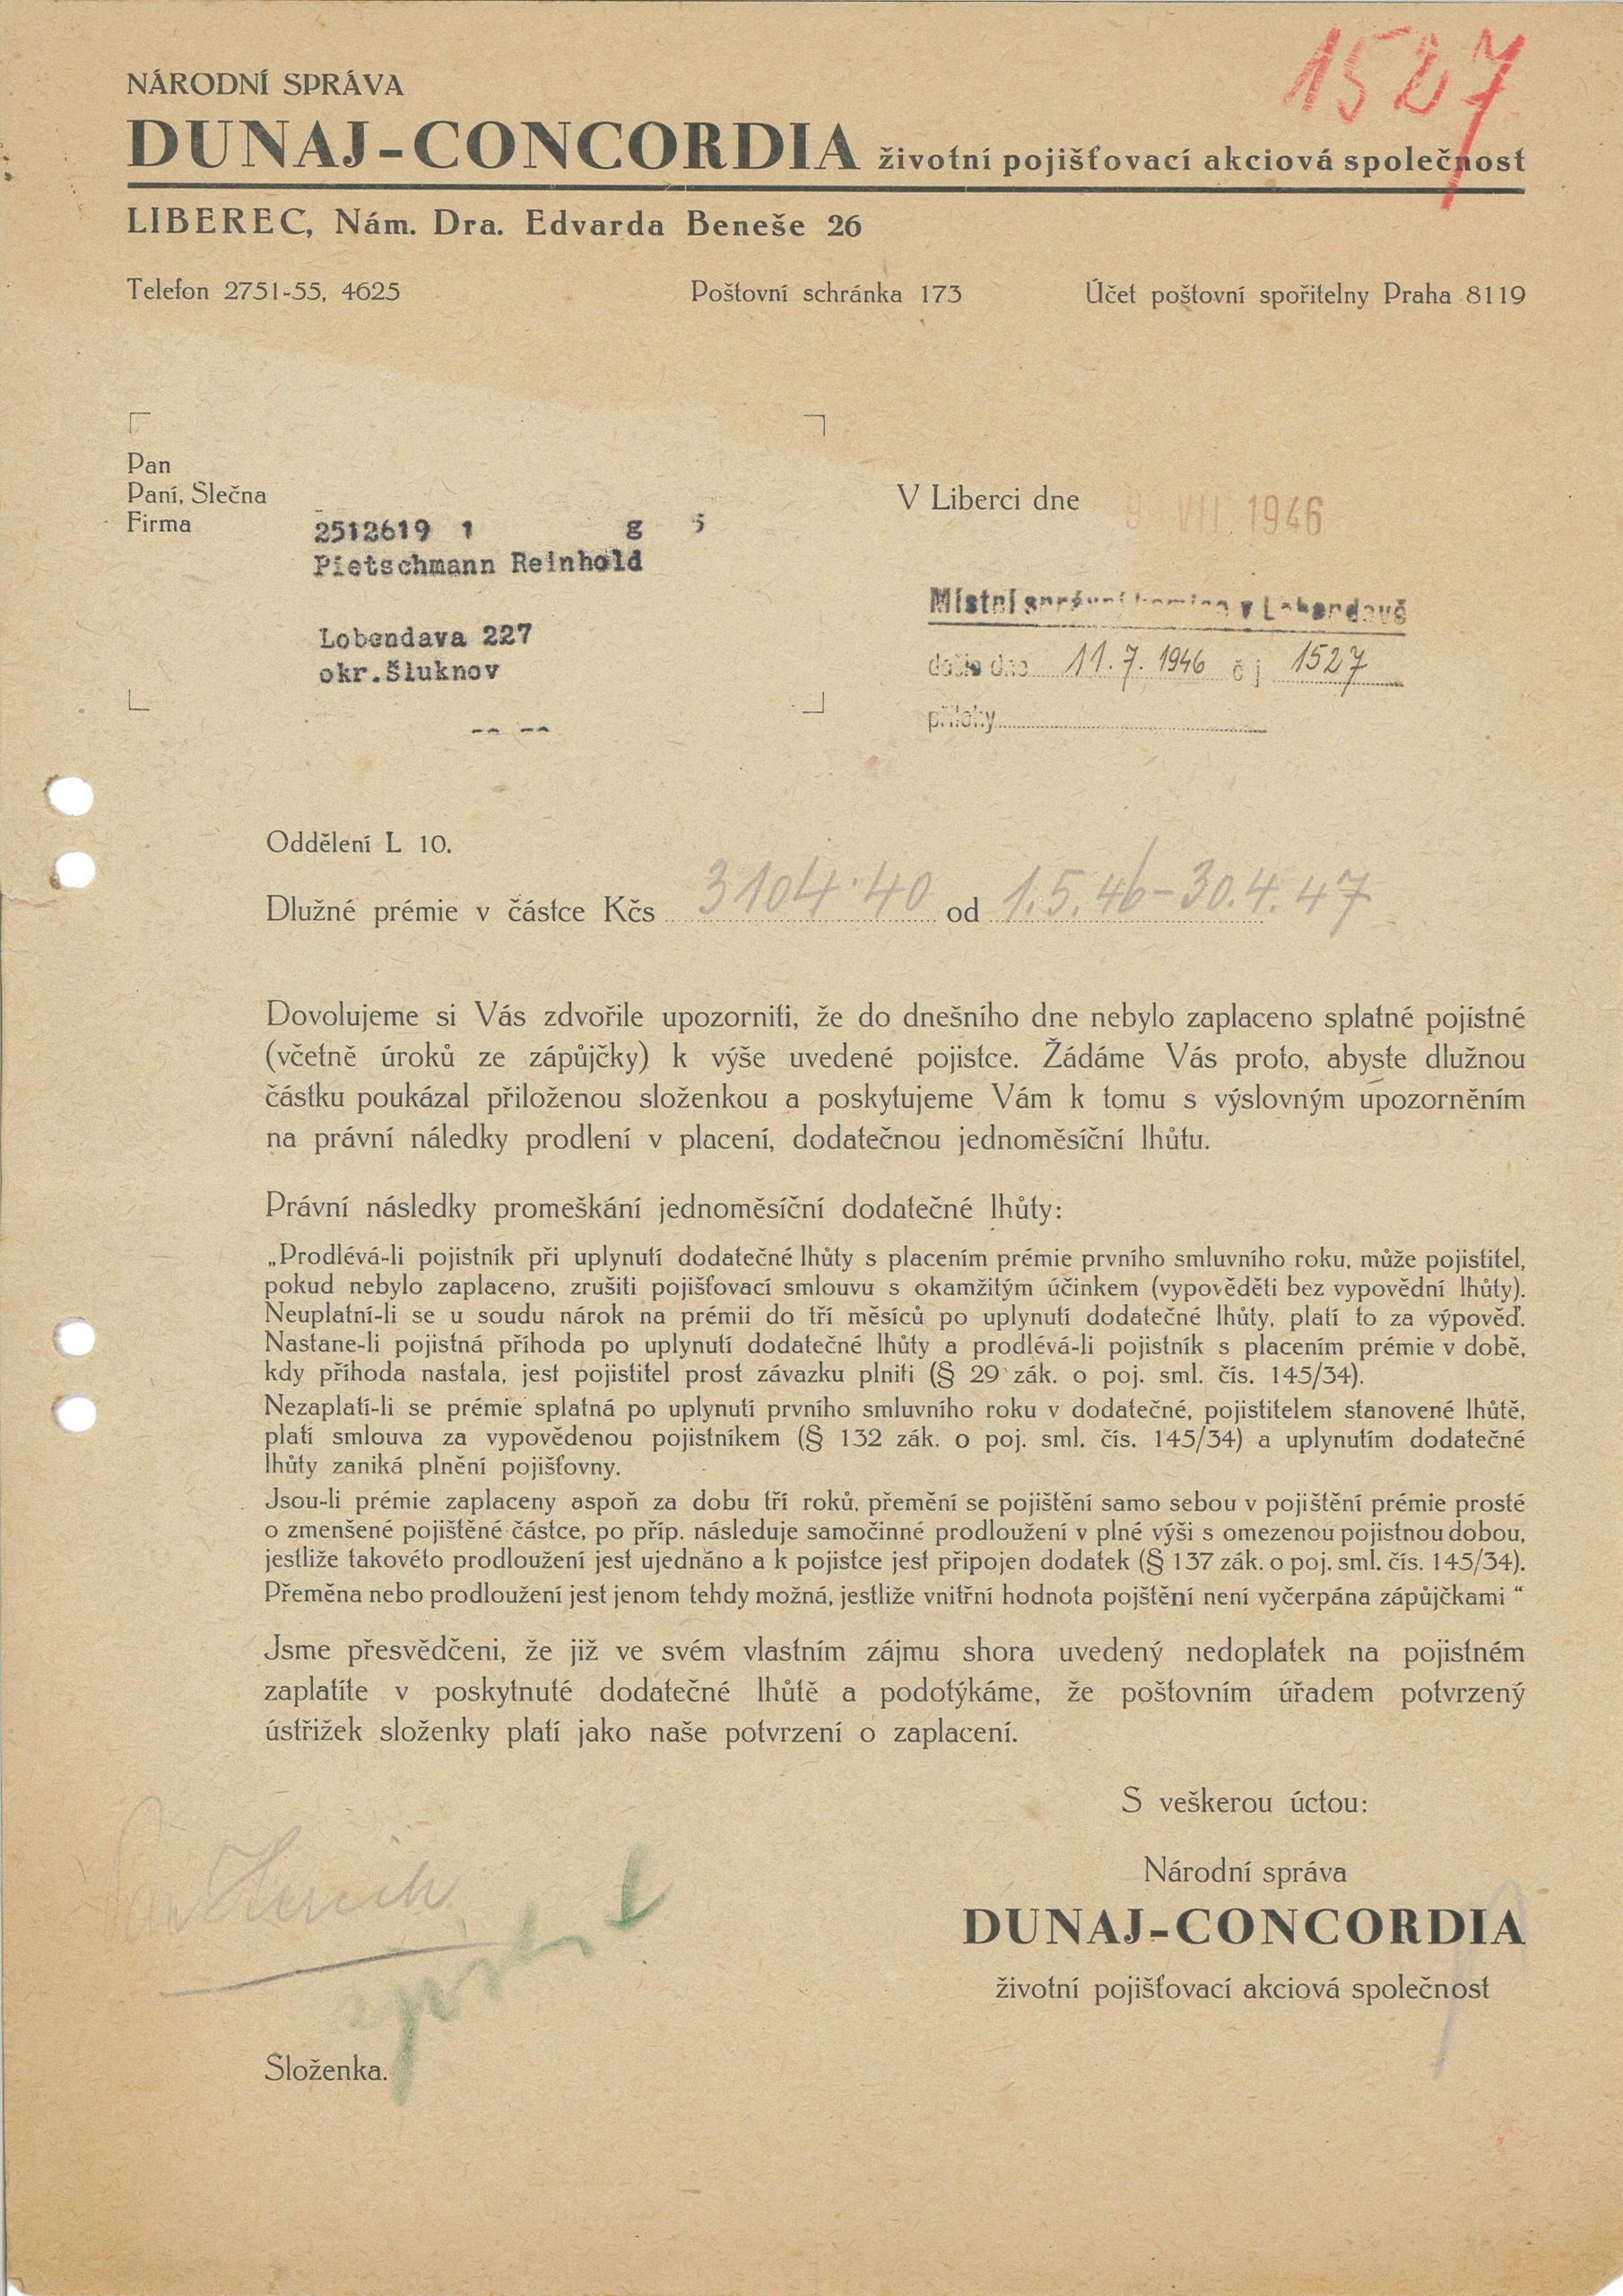 1527
NÁRODNÍ SPRÁVA
DUNAJ-CONCORDIA životní pojišťovací akciová společnost
LIBEREC, Nám. Dra. Edvarda Beneše 26
Telefon 2751-55, 4625 Poštovní schránka 173 Účet poštovní spořitelny Praha 8119
Pan
Paní, Slečna
Firma
2512619 1 g 5
Pietschmann Reinhold
Lobendava 227
okr.Šluknov
-- --
V Liberci dne 9 VII. 1946
Místní správní komise v Lobendavě
došlo dne 11. 7. 1946 č j 1527
přílohy
Oddělení L 10.
Dlužné prémie v částce Kčs 3104·40 od 1.5.46-30.4.47
Dovolujeme si Vás zdvořile upozorniti, že do dnešního dne nebylo zaplaceno splatné pojistné
(včetně úroků ze zápůjčky) k výše uvedené pojistce. Žádáme Vás proto, abyste dlužnou
částku poukázal přiloženou složenkou a poskytujeme Vám k tomu s výslovným upozorněním
na právní náledky prodlení v placení, dodatečnou jednoměsíční lhůtu.
Právní následky promeškání jednoměsíční dodatečné lhůty:
„Prodlévá-li pojistník při uplynutí dodatečné lhůty s placením prémie prvního smluvního roku, může pojistitel,
pokud nebylo zaplaceno, zrušiti pojišťovací smlouvu s okamžitým účinkem (vypověděti bez vypovědní lhůty).
Neuplatní-li se u soudu nárok na prémii do tří měsíců po uplynutí dodatečné lhůty, platí to za výpověď.
Nastane-li pojistná příhoda po uplynutí dodatečné lhůty a prodlévá-li pojistník s placením prémie v době,
kdy příhoda nastala, jest pojistitel prost závazku plniti (§ 29 zák. o poj. sml. čís. 145/34).
Nezaplatí-li se prémie splatná po uplynutí prvního smluvního roku v dodatečné, pojistitelem stanovené lhůtě,
platí smlouva za vypovědenou pojistníkem (§ 132 zák. o poj. sml. čís. 145/34) a uplynutím dodatečné
lhůty zaniká plnění pojišťovny.
Jsou-li prémie zaplaceny aspoň za dobu tří roků, přemění se pojištění samo sebou v pojištění prémie prosté
o zmenšené pojištěné částce, po příp. následuje samočinné prodloužení v plné výši s omezenou pojistnou dobou,
jestliže takovéto prodloužení jest ujednáno a k pojistce jest připojen dodatek (§ 137 zák. o poj. sml. čís. 145/34).
Přeměna nebo prodloužení jest jenom tehdy možná, jestliže vnitřní hodnota pojštění není vyčerpána zápůjčkami “
Jsme přesvědčeni, že již ve svém vlastním zájmu shora uvedený nedoplatek na pojistném
zaplatíte v poskytnuté dodatečné lhůtě a podotýkáme, že poštovním úřadem potvrzený
ústřižek složenky platí jako naše potvrzení o zaplacení.
S veškerou úctou:
Národní správa
DUNAJ-CONCORDIA
životní pojišťovací akciová společnost
Složenka.